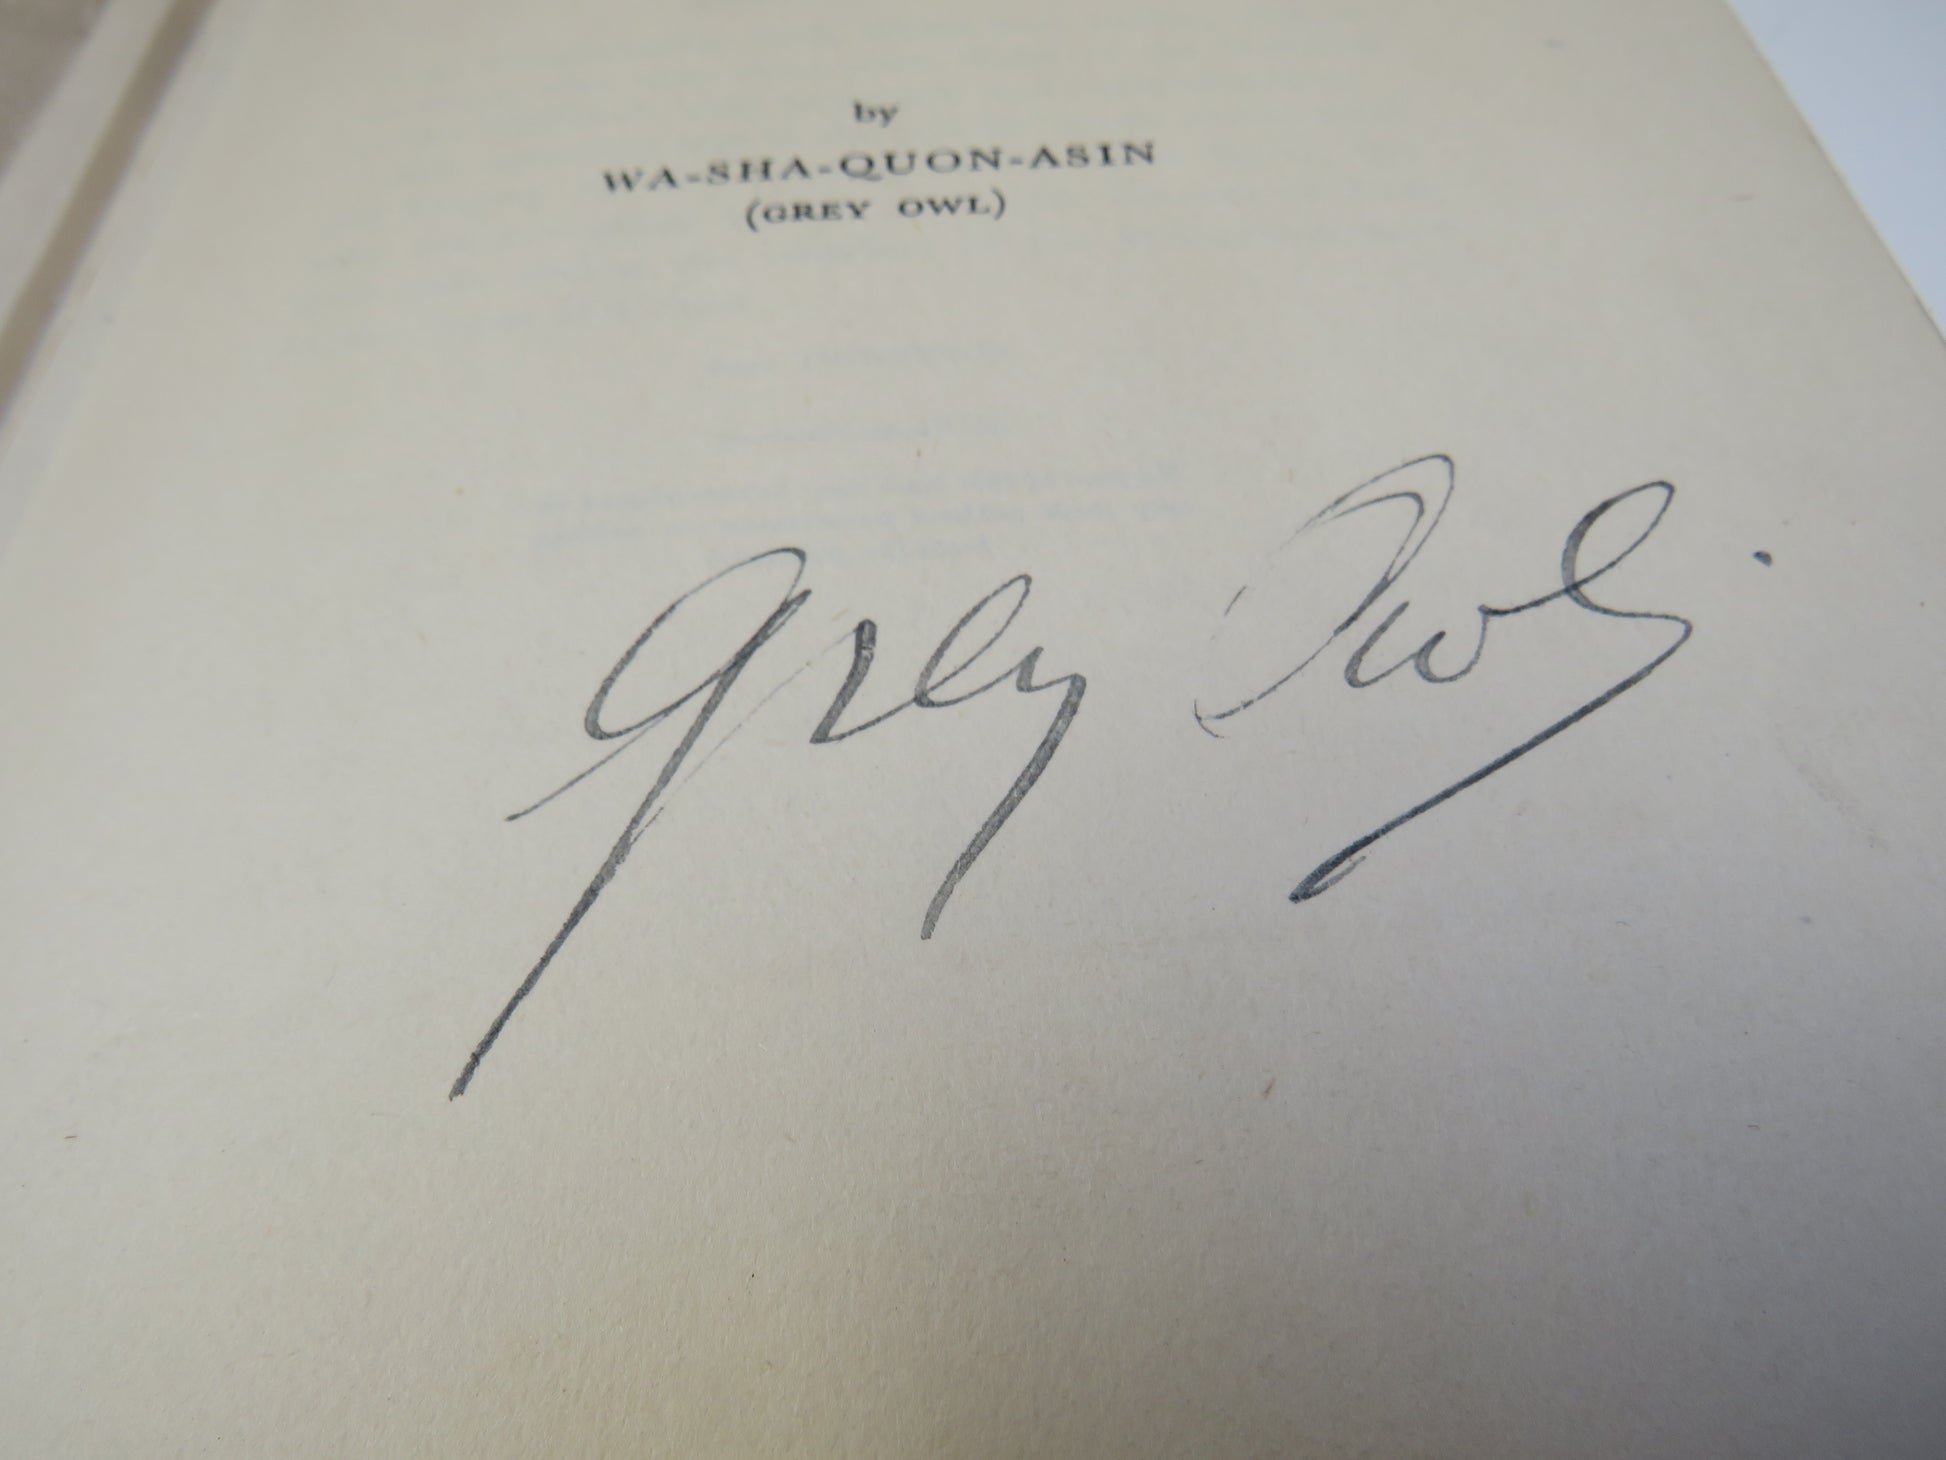 by
WA-SHA-QUON-ASIN
(GREY OWL)
Grey Owl.